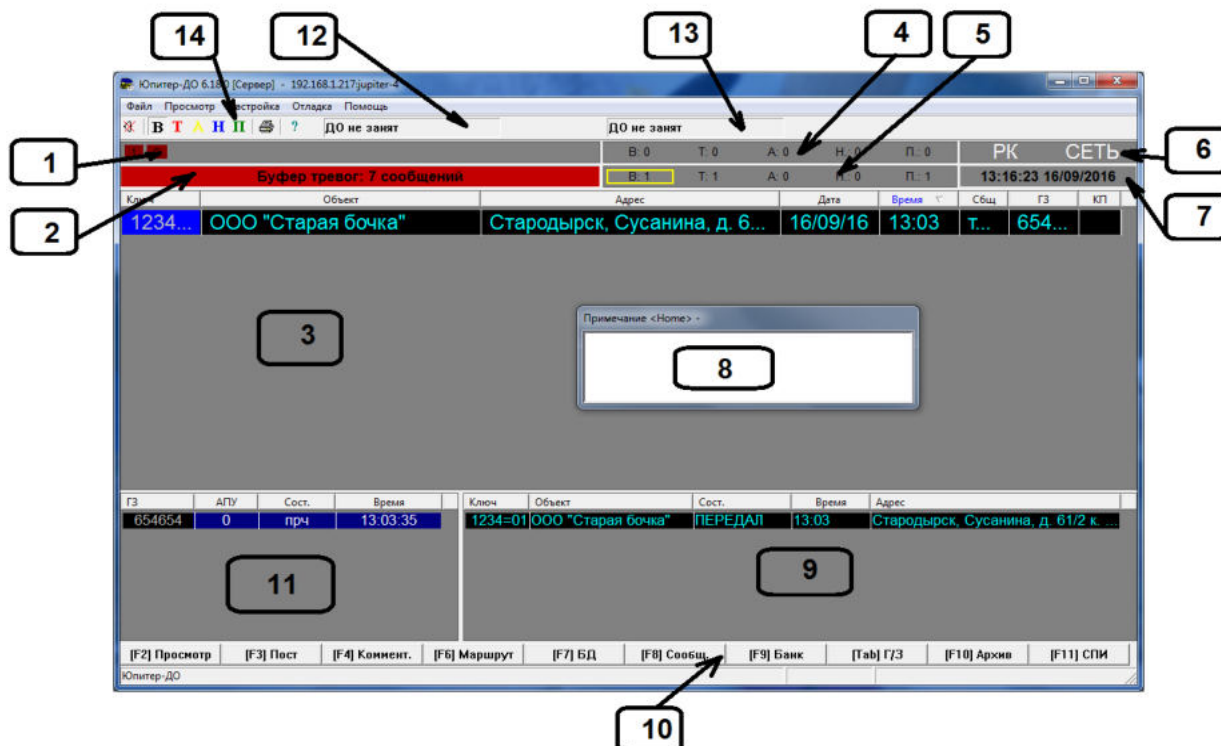 14 12 13 4 5
Юпитер-ДО 6.18.0 [Сервер] - 192.168.1.217:jupiter-4
Файл Просмотр Настройка Отладка Помощь
В Т А Н П ? ДО не занят ДО не занят
1
В: 0 Т: 0 А: 0 Н.: 0 П.: 0 РК СЕТЬ
6
2
Буфер тревог: 7 сообщений В: 1 Т: 1 А: 0 Н.: 0 П.: 1 13:16:23 16/09/2016
7
Ключ Объект Адрес Дата Время Сбщ ГЗ КП
1234... ООО "Старая бочка" Стародырск, Сусанина, д. 6... 16/09/16 13:03 т... 654...
3
Примечание <Home> -
8
ГЗ АПУ Сост. Время Ключ Объект Сост. Время Адрес
654654 0 прч 13:03:35 1234=01 ООО "Старая бочка" ПЕРЕДАЛ 13:03 Стародырск, Сусанина, д. 61/2 к. ...
11 9
[F2] Просмотр [F3] Пост [F4] Коммент. [F6] Маршрут [F7] БД [F8] Сообщ. [F9] Банк [Tab] Г/З [F10] Архив [F11] СПИ
Юпитер-ДО
10